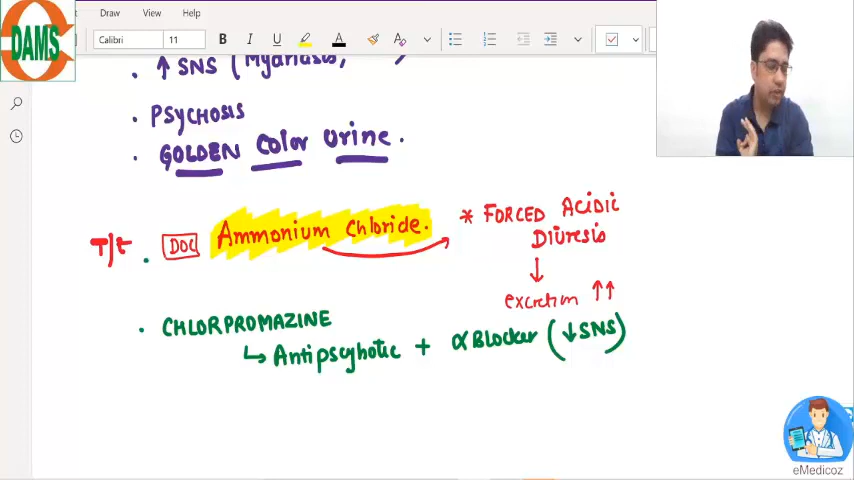 DAMS
Draw
View
Help
Calibri
11
B
I
U
A
A
• ↑ SNS (Mydriasis,
• PSYCHOSIS
• GOLDEN Color Urine.
T/t • DOC Ammonium Chloride. * FORCED ACIDIC
DIURESIS
↓
excretion ↑↑
• CHLORPROMAZINE
↳ Antipscyhotic + α Blocker (↓SNS)
eMedicoz